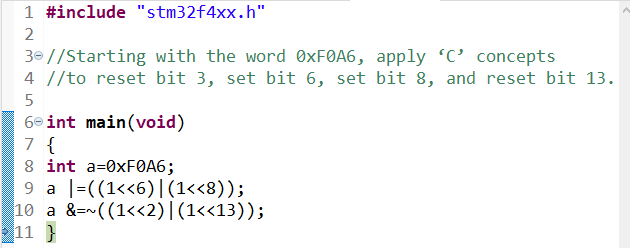 1 #include "stm32f4xx.h"
2
3 //Starting with the word 0xF0A6, apply ‘C’ concepts
4 //to reset bit 3, set bit 6, set bit 8, and reset bit 13.
5
6 int main(void)
7 {
8 int a=0xF0A6;
9 a |=((1<<6)|(1<<8));
10 a &=~((1<<2)|(1<<13));
11 }